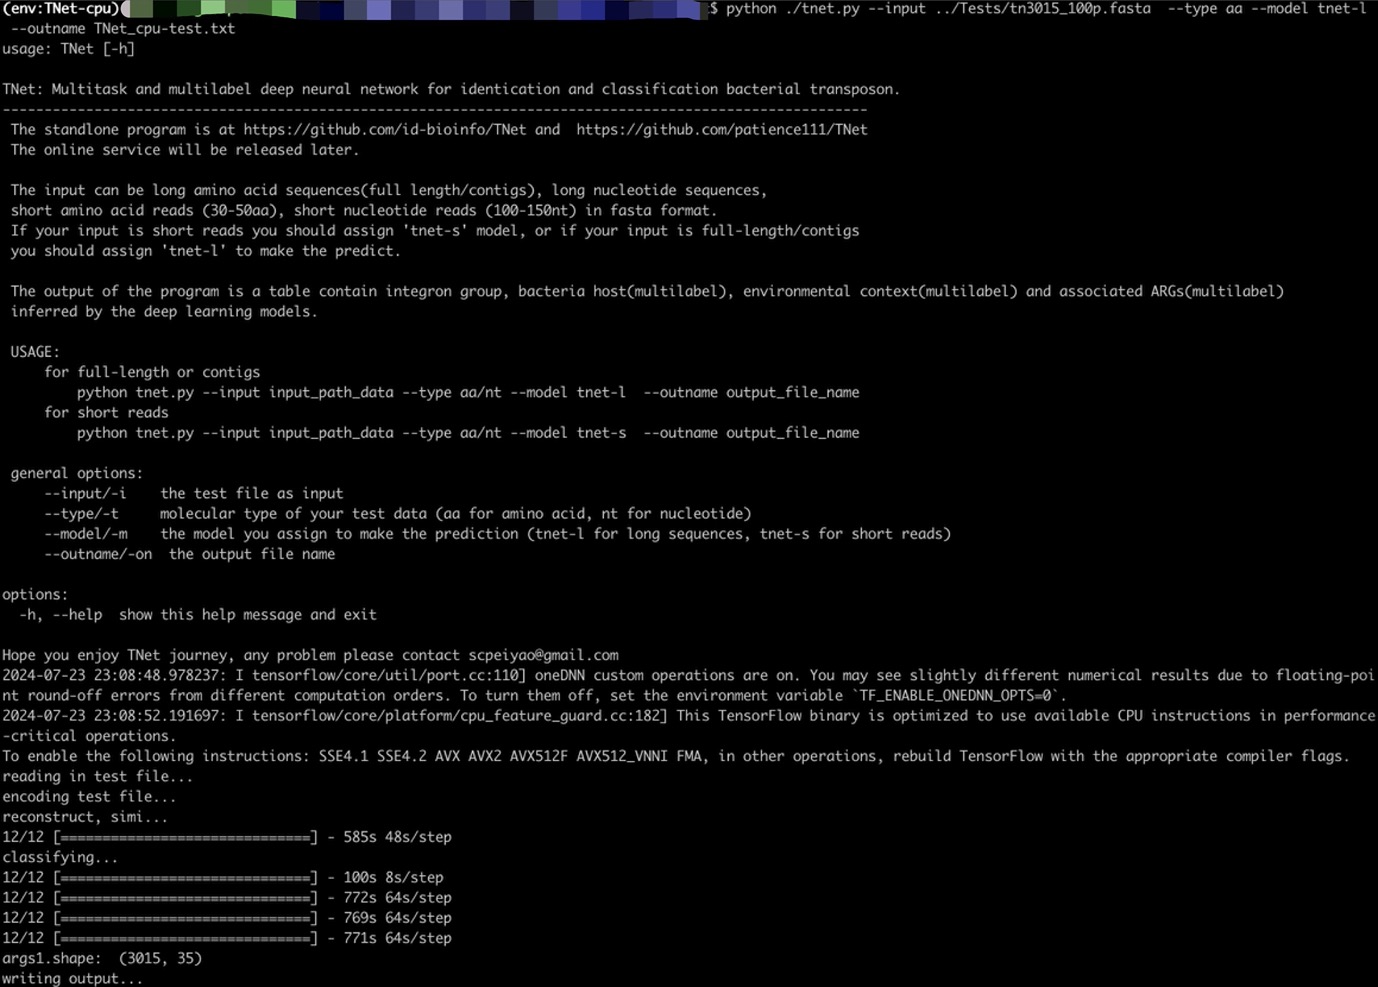 (env:TNet-cpu) $ python ./tnet.py --input ../Tests/tn3015_100p.fasta  --type aa --model tnet-l
 --outname TNet_cpu-test.txt
usage: TNet [-h]
TNet: Multitask and multilabel deep neural network for identication and classification bacterial transposon.
--------------------------------------------------------------------------------------------------------
 The standlone program is at https://github.com/id-bioinfo/TNet and  https://github.com/patience111/TNet
 The online service will be released later.
 The input can be long amino acid sequences(full length/contigs), long nucleotide sequences,
 short amino acid reads (30-50aa), short nucleotide reads (100-150nt) in fasta format.
 If your input is short reads you should assign 'tnet-s' model, or if your input is full-length/contigs
 you should assign 'tnet-l' to make the predict.
 The output of the program is a table contain integron group, bacteria host(multilabel), environmental context(multilabel) and associated ARGs(multilabel)
 inferred by the deep learning models.
 USAGE:
     for full-length or contigs
         python tnet.py --input input_path_data --type aa/nt --model tnet-l  --outname output_file_name
     for short reads
         python tnet.py --input input_path_data --type aa/nt --model tnet-s  --outname output_file_name
 general options:
     --input/-i    the test file as input
     --type/-t     molecular type of your test data (aa for amino acid, nt for nucleotide)
     --model/-m    the model you assign to make the prediction (tnet-l for long sequences, tnet-s for short reads)
     --outname/-on  the output file name
options:
  -h, --help  show this help message and exit
Hope you enjoy TNet journey, any problem please contact scpeiyao@gmail.com
2024-07-23 23:08:48.978237: I tensorflow/core/util/port.cc:110] oneDNN custom operations are on. You may see slightly different numerical results due to floating-poi
nt round-off errors from different computation orders. To turn them off, set the environment variable `TF_ENABLE_ONEDNN_OPTS=0`.
2024-07-23 23:08:52.191697: I tensorflow/core/platform/cpu_feature_guard.cc:182] This TensorFlow binary is optimized to use available CPU instructions in performance
-critical operations.
To enable the following instructions: SSE4.1 SSE4.2 AVX AVX2 AVX512F AVX512_VNNI FMA, in other operations, rebuild TensorFlow with the appropriate compiler flags.
reading in test file...
encoding test file...
reconstruct, simi...
12/12 [==============================] - 585s 48s/step
classifying...
12/12 [==============================] - 100s 8s/step
12/12 [==============================] - 772s 64s/step
12/12 [==============================] - 769s 64s/step
12/12 [==============================] - 771s 64s/step
args1.shape:  (3015, 35)
writing output...